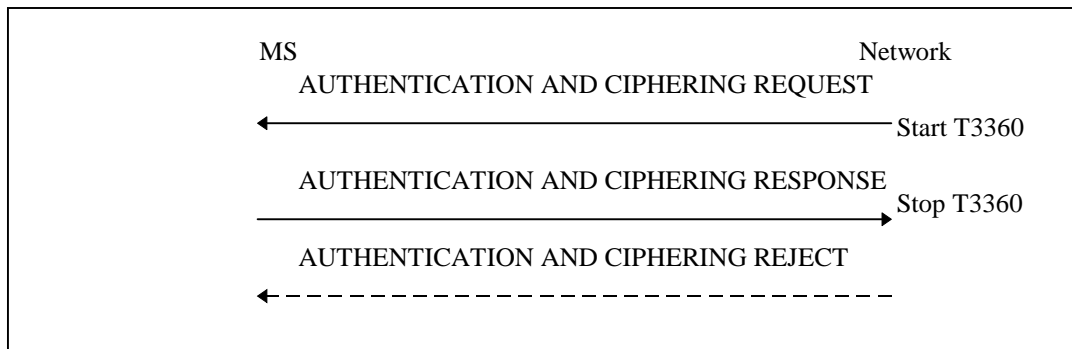 MS Network
AUTHENTICATION AND CIPHERING REQUEST
Start T3360
AUTHENTICATION AND CIPHERING RESPONSE
Stop T3360
AUTHENTICATION AND CIPHERING REJECT